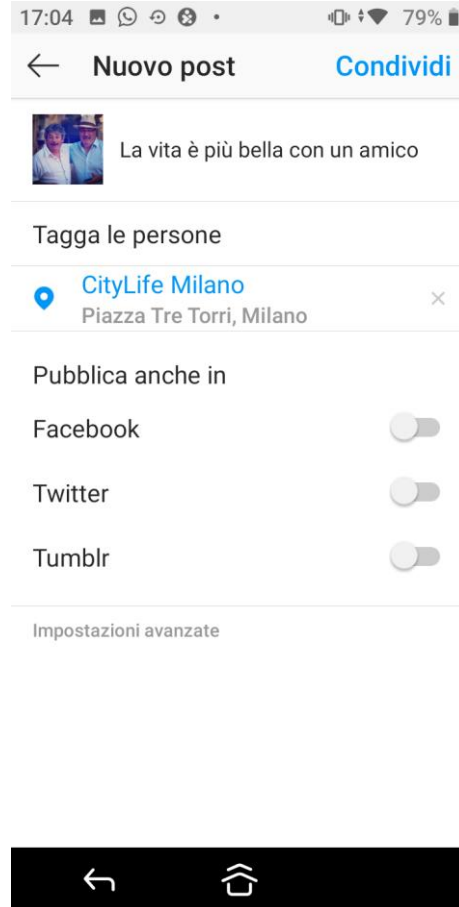 17:04 79%
Nuovo post Condividi
La vita è più bella con un amico
Tagga le persone
CityLife Milano
Piazza Tre Torri, Milano
Pubblica anche in
Facebook
Twitter
Tumblr
Impostazioni avanzate